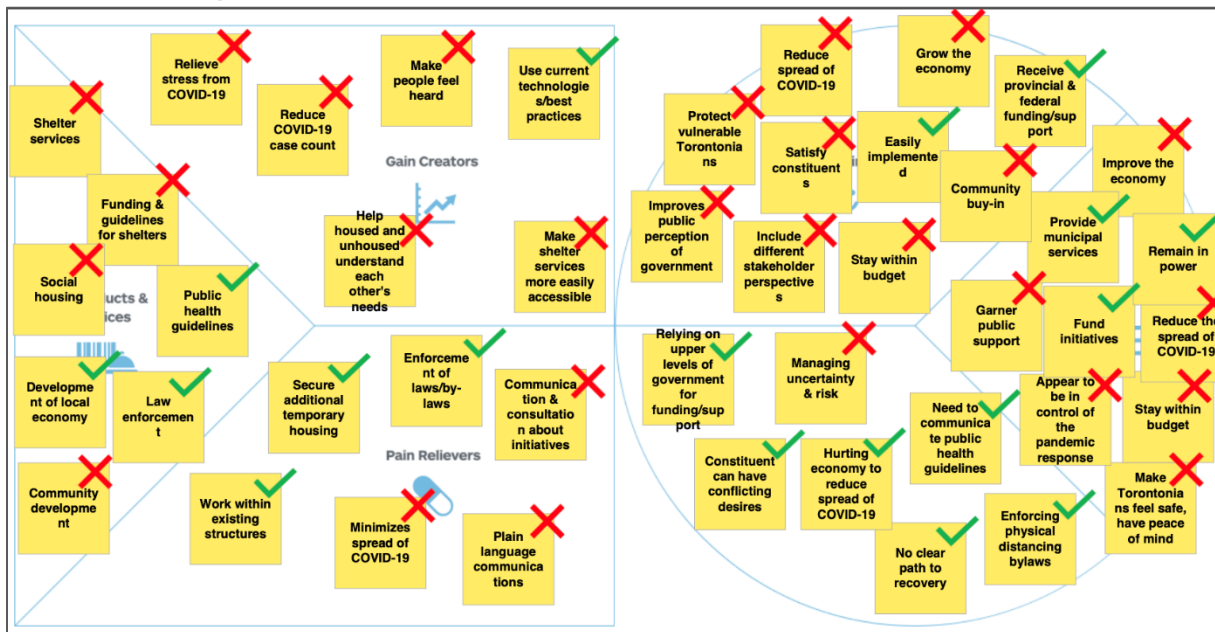 Relieve
stress from
COVID-19
Make
people feel
heard
Use current
technologie
s/best
practices
Shelter
services
Reduce
COVID-19
case count
Gain Creators
Funding &
guidelines
for shelters
Help
housed and
unhoused
understand
each
other's
needs
Make
shelter
services
more easily
accessible
Social
housing
Public
health
guidelines
ducts &
ices
Developme
nt of local
economy
Law
enforcemen
t
Secure
additional
temporary
housing
Enforceme
nt of
laws/by-
laws
Communica
tion &
consultatio
n about
initiatives
Pain Relievers
Community
developme
nt
Work within
existing
structures
Minimizes
spread of
COVID-19
Plain
language
communica
tions
Reduce
spread of
COVID-19
Grow the
economy
Receive
provincial &
federal
funding/sup
port
Protect
vulnerable
Torontonia
ns
Satisfy
constituent
s
Easily
implemente
d
Community
buy-in
Improve the
economy
Improves
public
perception of
government
Include
different
stakeholder
perspective
s
Stay within
budget
Provide
municipal
services
Remain in
power
Garner
public
support
Fund
initiatives
Reduce the
spread of
COVID-19
Relying on
upper
levels of
government
for
funding/sup
port
Managing
uncertainty
& risk
Need to
communica
te public
health
guidelines
Appear to
be in
control of
the
pandemic
response
Stay within
budget
Constituent
s can have
conflicting
desires
Hurting
economy to
reduce
spread of
COVID-19
No clear
path to
recovery
Enforcing
physical
distancing
bylaws
Make
Torontonia
ns feel safe,
have peace
of mind